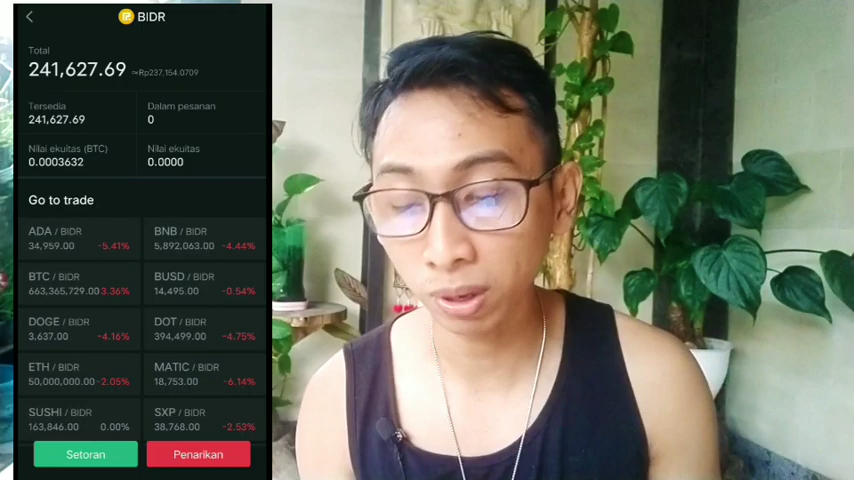 BIDR
Total
241,627.69 ≈Rp237,154.0709
Tersedia Dalam pesanan
241,627.69 0
Nilai ekuitas (BTC) Nilai ekuitas
0.0003632 0.0000
Go to trade
ADA / BIDR BNB / BIDR
34,959.00 -5.41% 5,892,063.00 -4.44%
BTC / BIDR BUSD / BIDR
663,365,729.00 3.36% 14,495.00 -0.54%
DOGE / BIDR DOT / BIDR
3,637.00 -4.16% 394,499.00 -4.75%
ETH / BIDR MATIC / BIDR
50,000,000.00 -2.05% 18,753.00 -6.14%
SUSHI / BIDR SXP / BIDR
163,846.00 0.00% 38,768.00 -2.53%
Setoran Penarikan